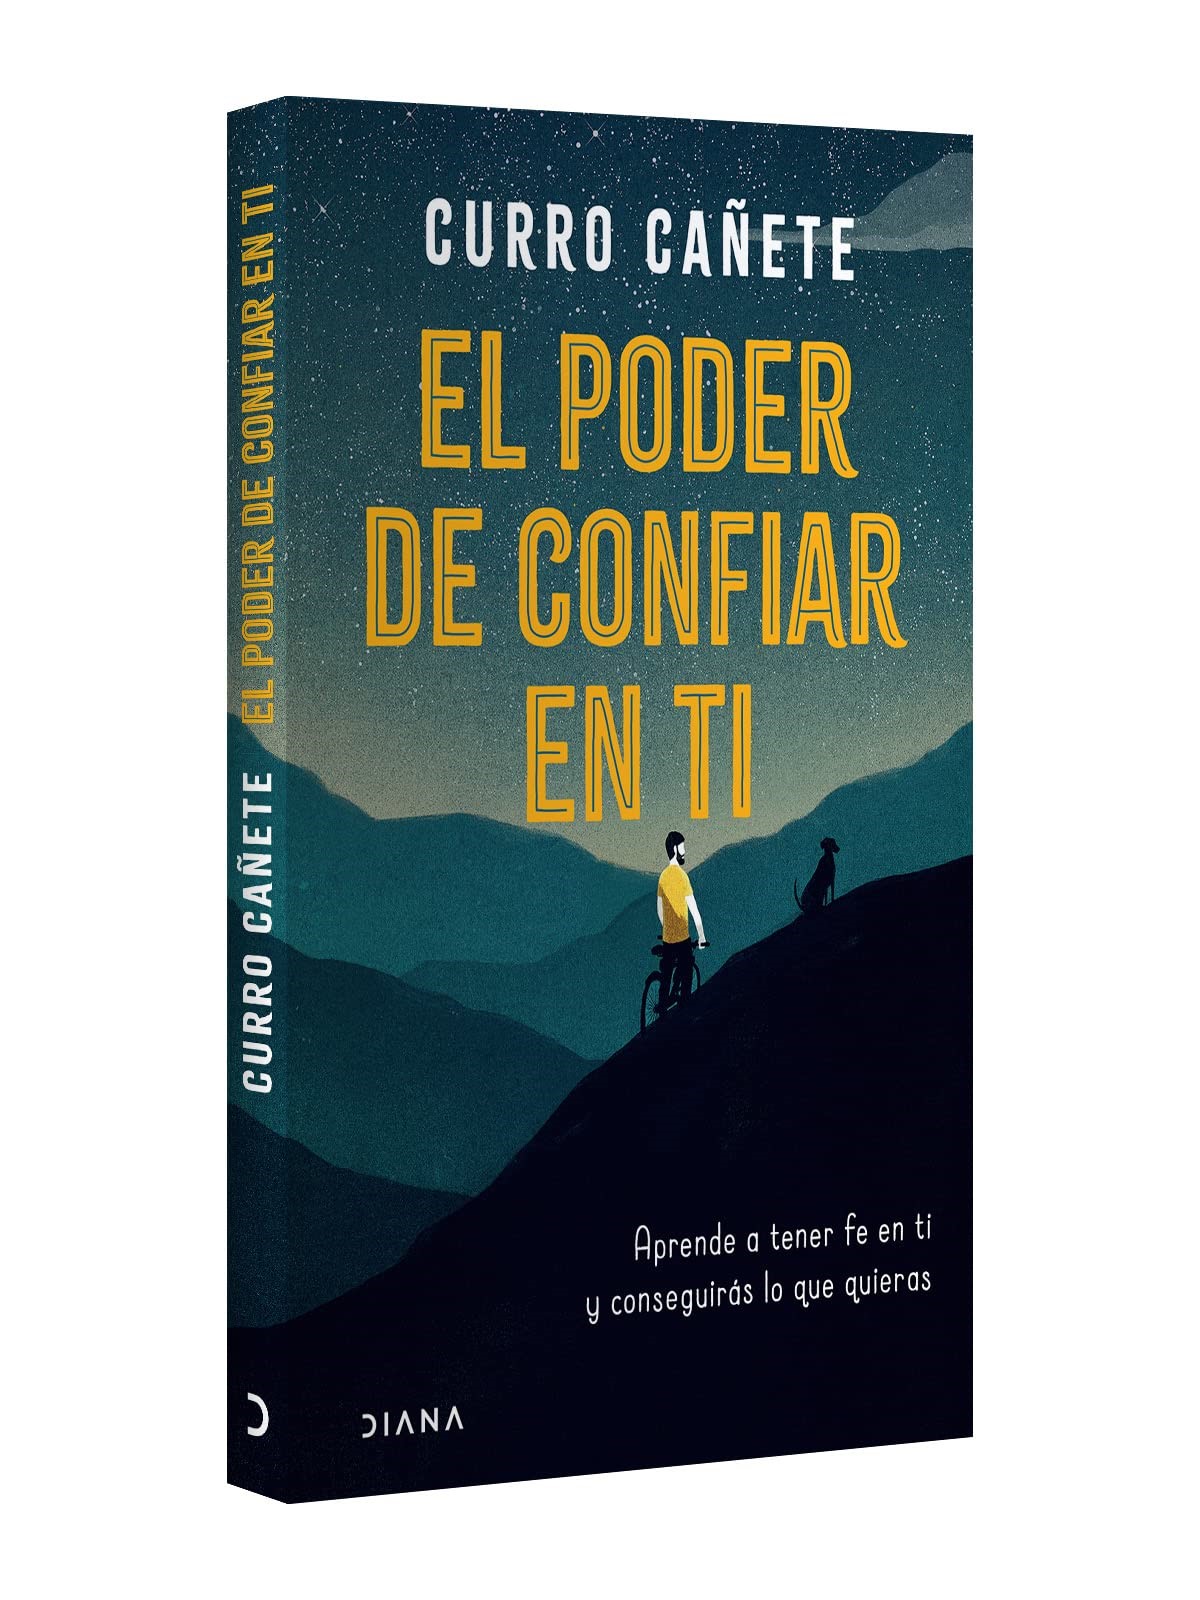 CURRO CAÑETE
EL PODER
DE CONFIAR
EN TI
Aprende a tener fe en ti
y conseguirás lo que quieras
DIANA
CURRO CAÑETE EL PODER DE CONFIAR EN TI